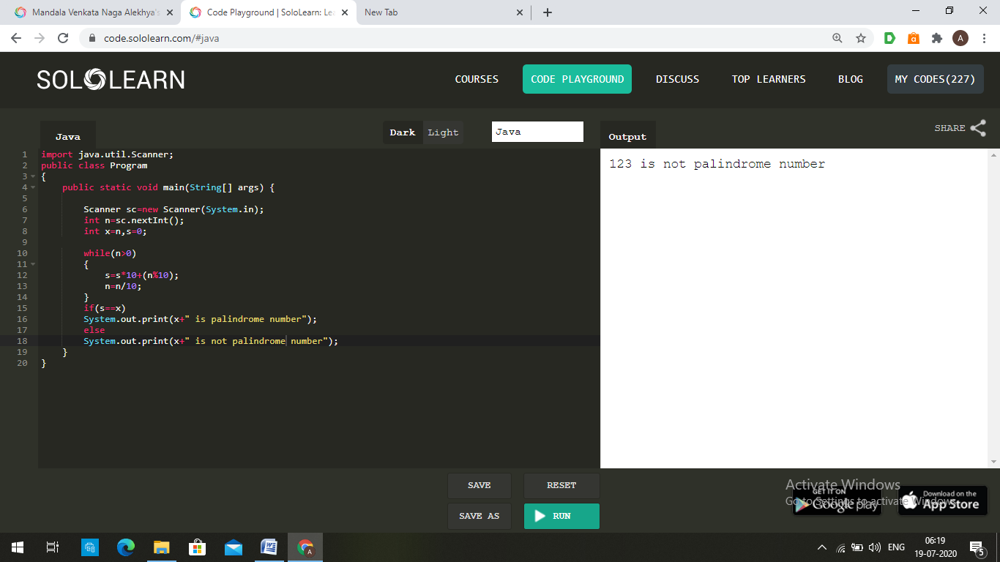 Mandala Venkata Naga Alekhya's
Code Playground | SoloLearn: Le
New Tab
code.sololearn.com/#java
A
SOLOLEARN
COURSES
CODE PLAYGROUND
DISCUSS
TOP LEARNERS
BLOG
MY CODES(227)
Java
Dark Light
Java
Output
SHARE
1 import java.util.Scanner;
2 public class Program
3 {
4 public static void main(String[] args) {
5
6 Scanner sc=new Scanner(System.in);
7 int n=sc.nextInt();
8 int x=n,s=0;
9
10 while(n>0)
11 {
12 s=s*10+(n%10);
13 n=n/10;
14 }
15 if(s==x)
16 System.out.print(x+" is palindrome number");
17 else
18 System.out.print(x+" is not palindrome number");
19 }
20 }
123 is not palindrome number
SAVE
RESET
SAVE AS
RUN
Activate Windows
Go to Settings to activate Windows.
GET IT ON
Google play
Download on the
App Store
ENG
06:19
19-07-2020
5